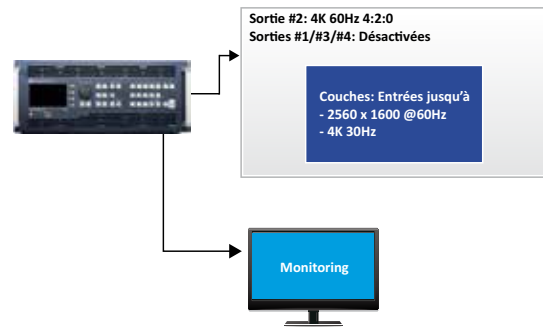 Sortie #2: 4K 60Hz 4:2:0
Sorties #1/#3/#4: Désactivées
Couches: Entrées jusqu'à
- 2560 x 1600 @60Hz
- 4K 30Hz
Monitoring